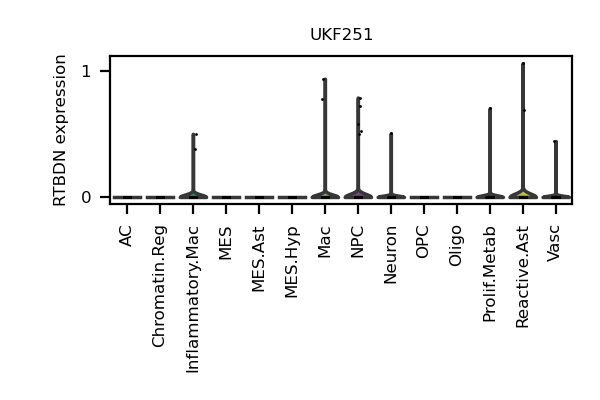 UKF251
RTBDN expression
1
0
AC
Chromatin.Reg
Inflammatory.Mac
MES
MES.Ast
MES.Hyp
Mac
NPC
Neuron
OPC
Oligo
Prolif.Metab
Reactive.Ast
Vasc